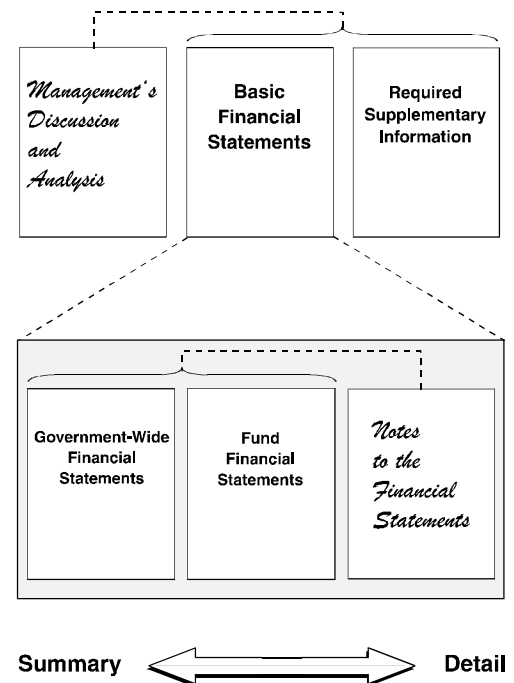 Management's
Discussion
and
Analysis
Basic
Financial
Statements
Required
Supplementary
Information
Government-Wide
Financial
Statements
Fund
Financial
Statements
Notes
to the
Financial
Statements
Summary
Detail